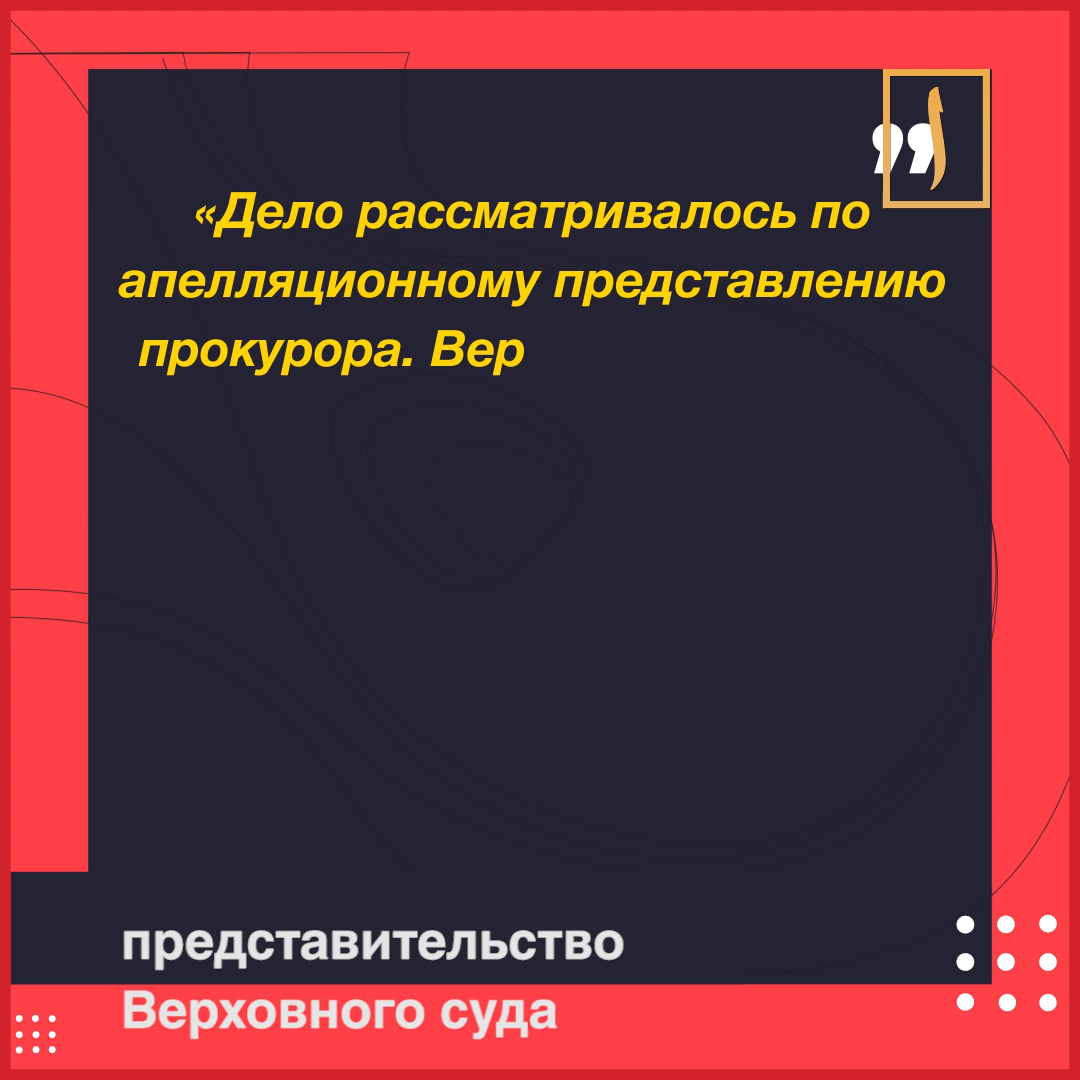 «Дело рассматривалось по
апелляционному представлению
прокурора. Вер
представительство
Верховного суда